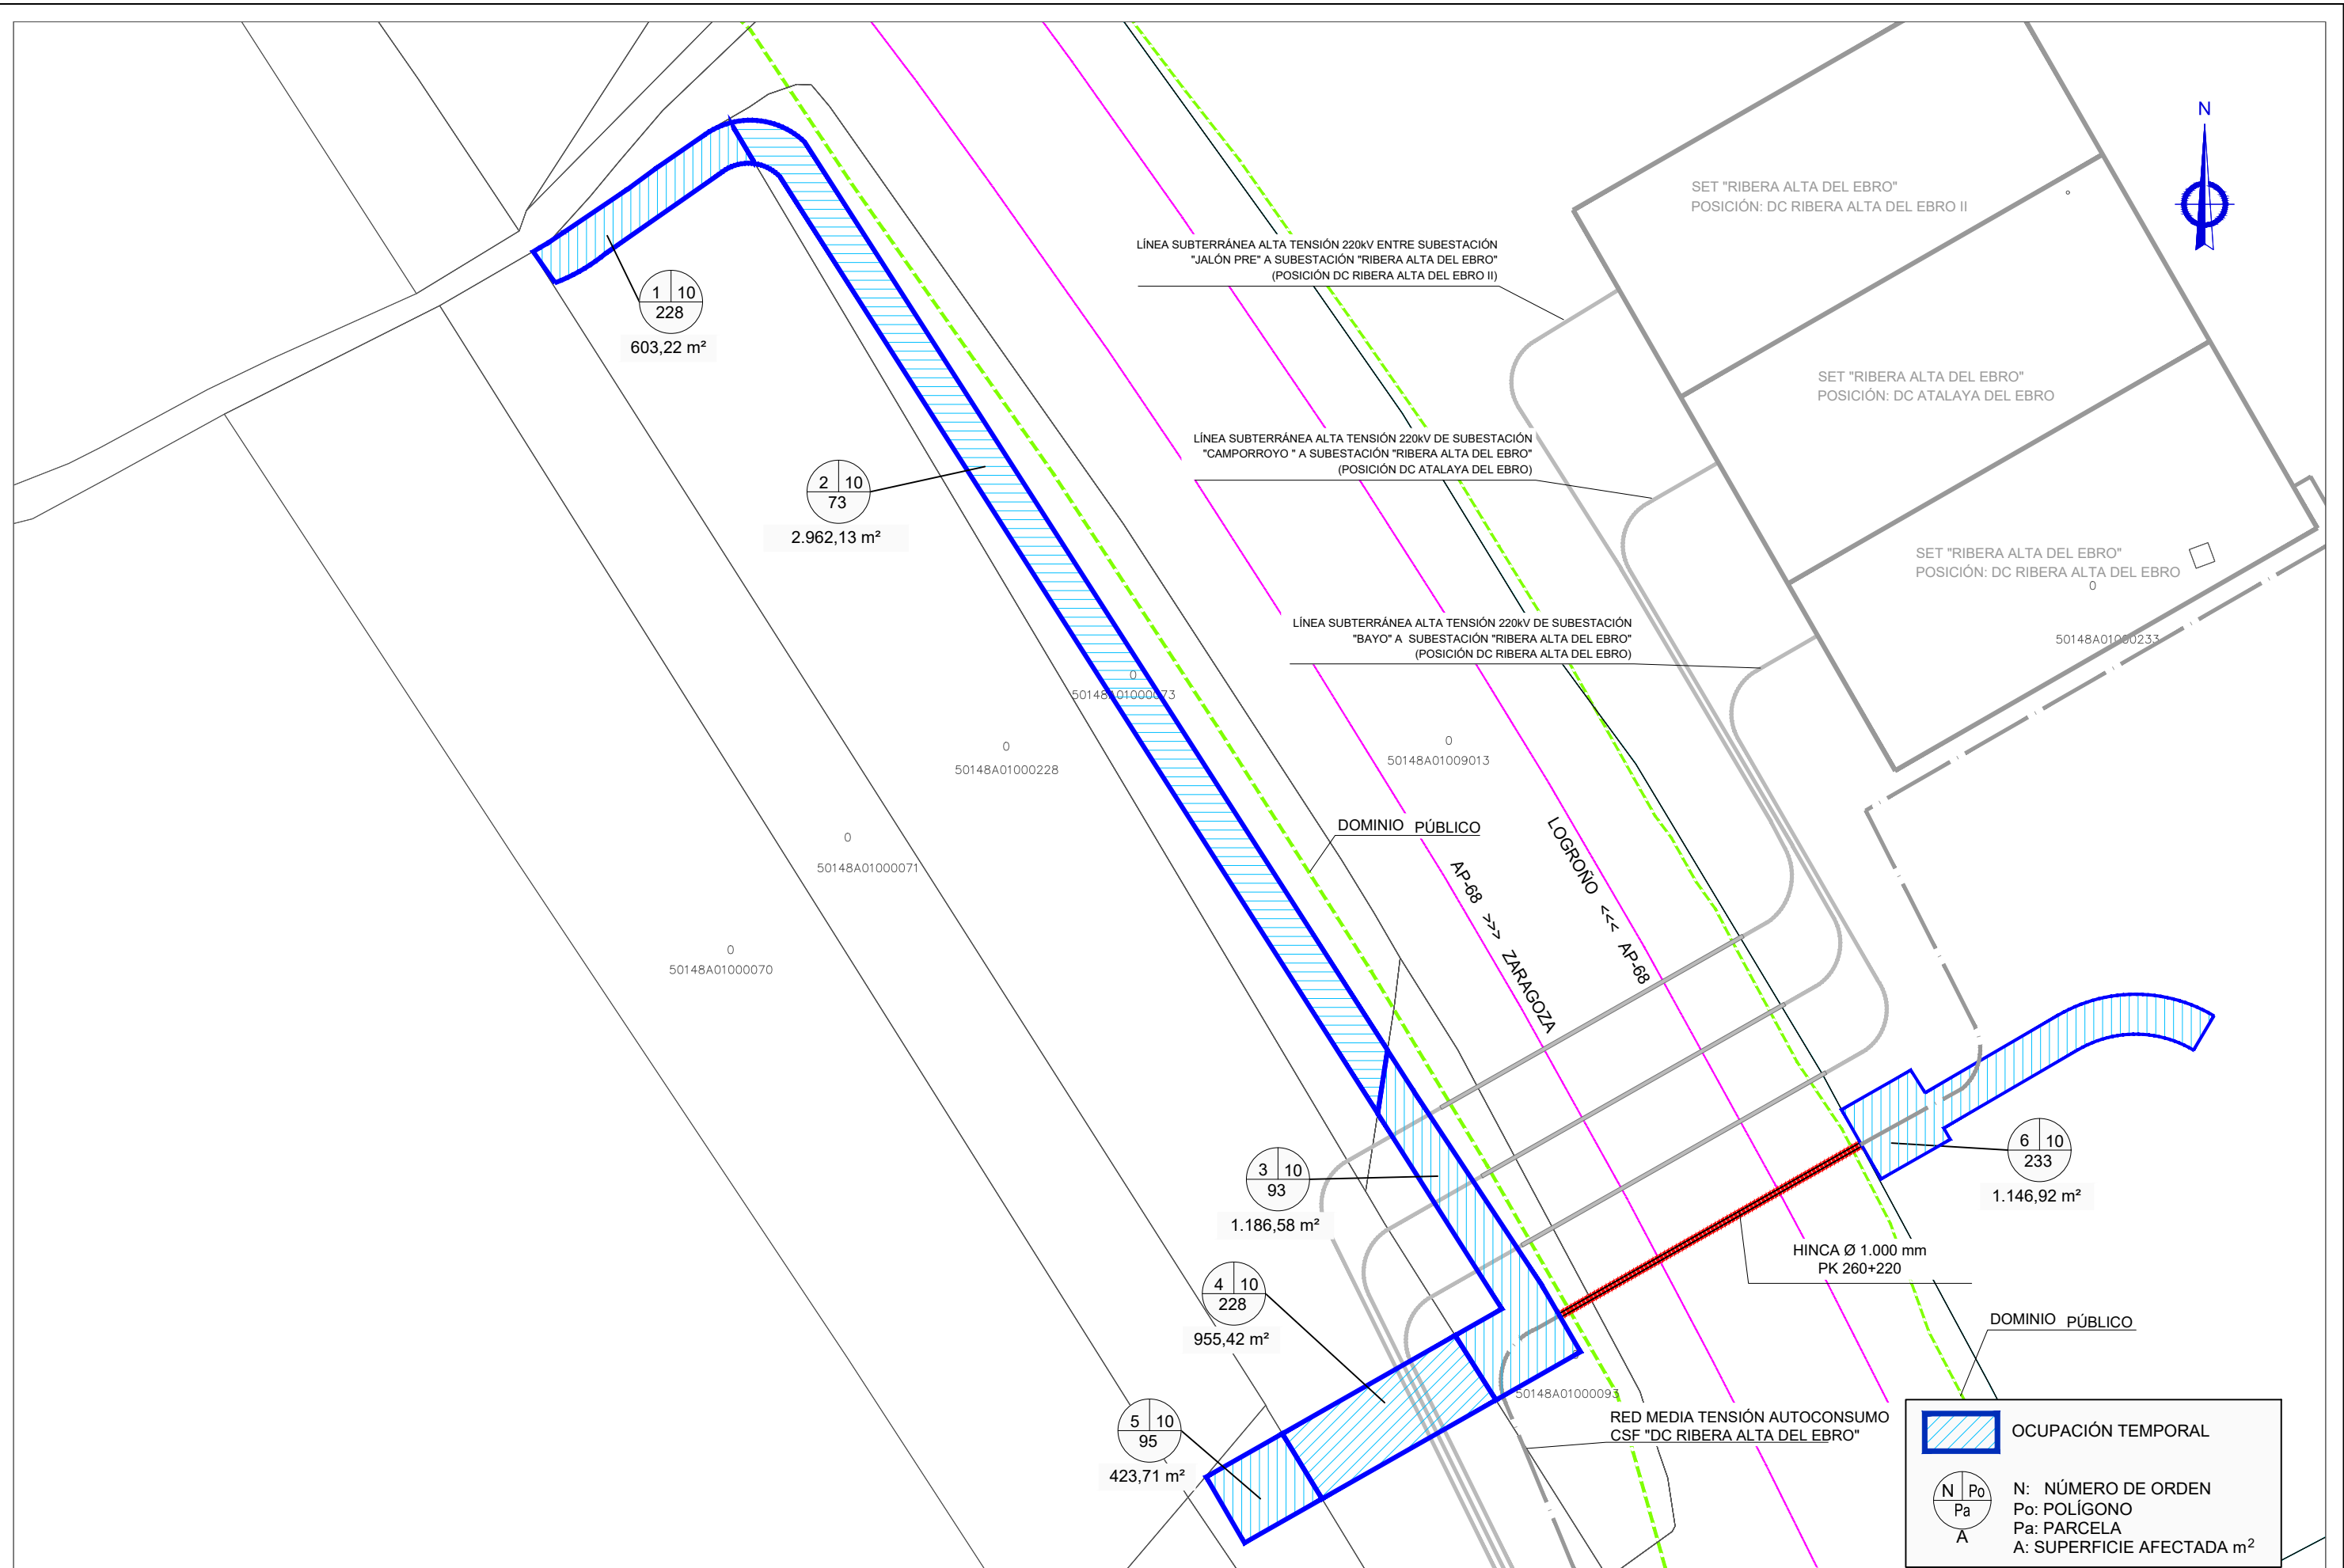 N
SET "RIBERA ALTA DEL EBRO"
POSICIÓN: DC RIBERA ALTA DEL EBRO II
LÍNEA SUBTERRÁNEA ALTA TENSIÓN 220kV ENTRE SUBESTACIÓN
"JALÓN PRE" A SUBESTACIÓN "RIBERA ALTA DEL EBRO"
(POSICIÓN DC RIBERA ALTA DEL EBRO II)
1 10
228
603,22 m²
SET "RIBERA ALTA DEL EBRO"
POSICIÓN: DC ATALAYA DEL EBRO
LÍNEA SUBTERRÁNEA ALTA TENSIÓN 220kV DE SUBESTACIÓN
"CAMPORROYO " A SUBESTACIÓN "RIBERA ALTA DEL EBRO"
(POSICIÓN DC ATALAYA DEL EBRO)
2 10
73
2.962,13 m²
SET "RIBERA ALTA DEL EBRO"
POSICIÓN: DC RIBERA ALTA DEL EBRO
0
50148A01000233
LÍNEA SUBTERRÁNEA ALTA TENSIÓN 220kV DE SUBESTACIÓN
"BAYO" A SUBESTACIÓN "RIBERA ALTA DEL EBRO"
(POSICIÓN DC RIBERA ALTA DEL EBRO)
0
50148A01000073
0
50148A01000228
0
50148A01009013
0
50148A01000071
DOMINIO PÚBLICO
AP-68 >>> ZARAGOZA
LOGROÑO <<< AP-68
0
50148A01000070
3 10
93
1.186,58 m²
6 10
233
1.146,92 m²
HINCA Ø 1.000 mm
PK 260+220
4 10
228
955,42 m²
DOMINIO PÚBLICO
0
50148A01000093
5 10
95
423,71 m²
RED MEDIA TENSIÓN AUTOCONSUMO
CSF "DC RIBERA ALTA DEL EBRO"
OCUPACIÓN TEMPORAL
N Po
Pa
A
N: NÚMERO DE ORDEN
Po: POLÍGONO
Pa: PARCELA
A: SUPERFICIE AFECTADA m²